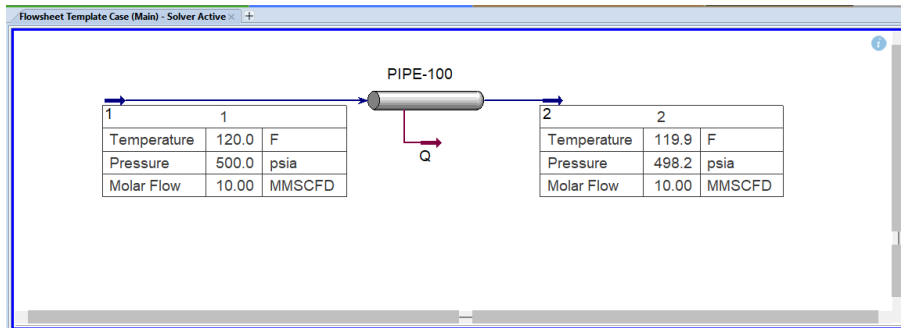 Flowsheet Template Case (Main) - Solver Active × +
i
PIPE-100
1
1
Temperature 120.0 F
Pressure 500.0 psia
Molar Flow 10.00 MMSCFD
Q
2
2
Temperature 119.9 F
Pressure 498.2 psia
Molar Flow 10.00 MMSCFD